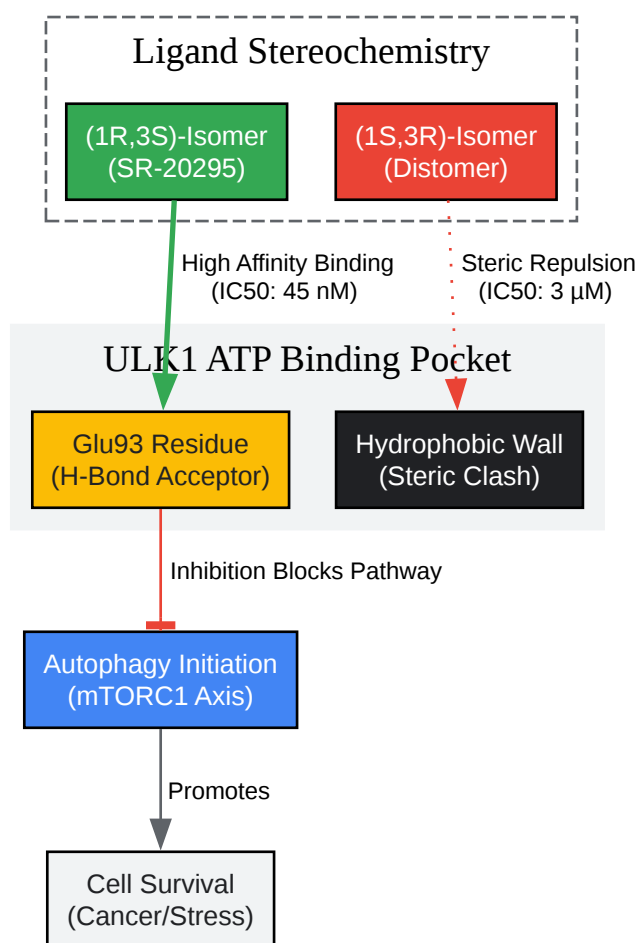 Ligand Stereochemistry
(1R,3S)-Isomer
(SR-20295)
(1S,3R)-Isomer
(Distomer)
High Affinity Binding
(IC50: 45 nM)
Steric Repulsion
(IC50: 3 µM)
ULK1 ATP Binding Pocket
Glu93 Residue
(H-Bond Acceptor)
Hydrophobic Wall
(Steric Clash)
Inhibition Blocks Pathway
Autophagy Initiation
(mTORC1 Axis)
Promotes
Cell Survival
(Cancer/Stress)